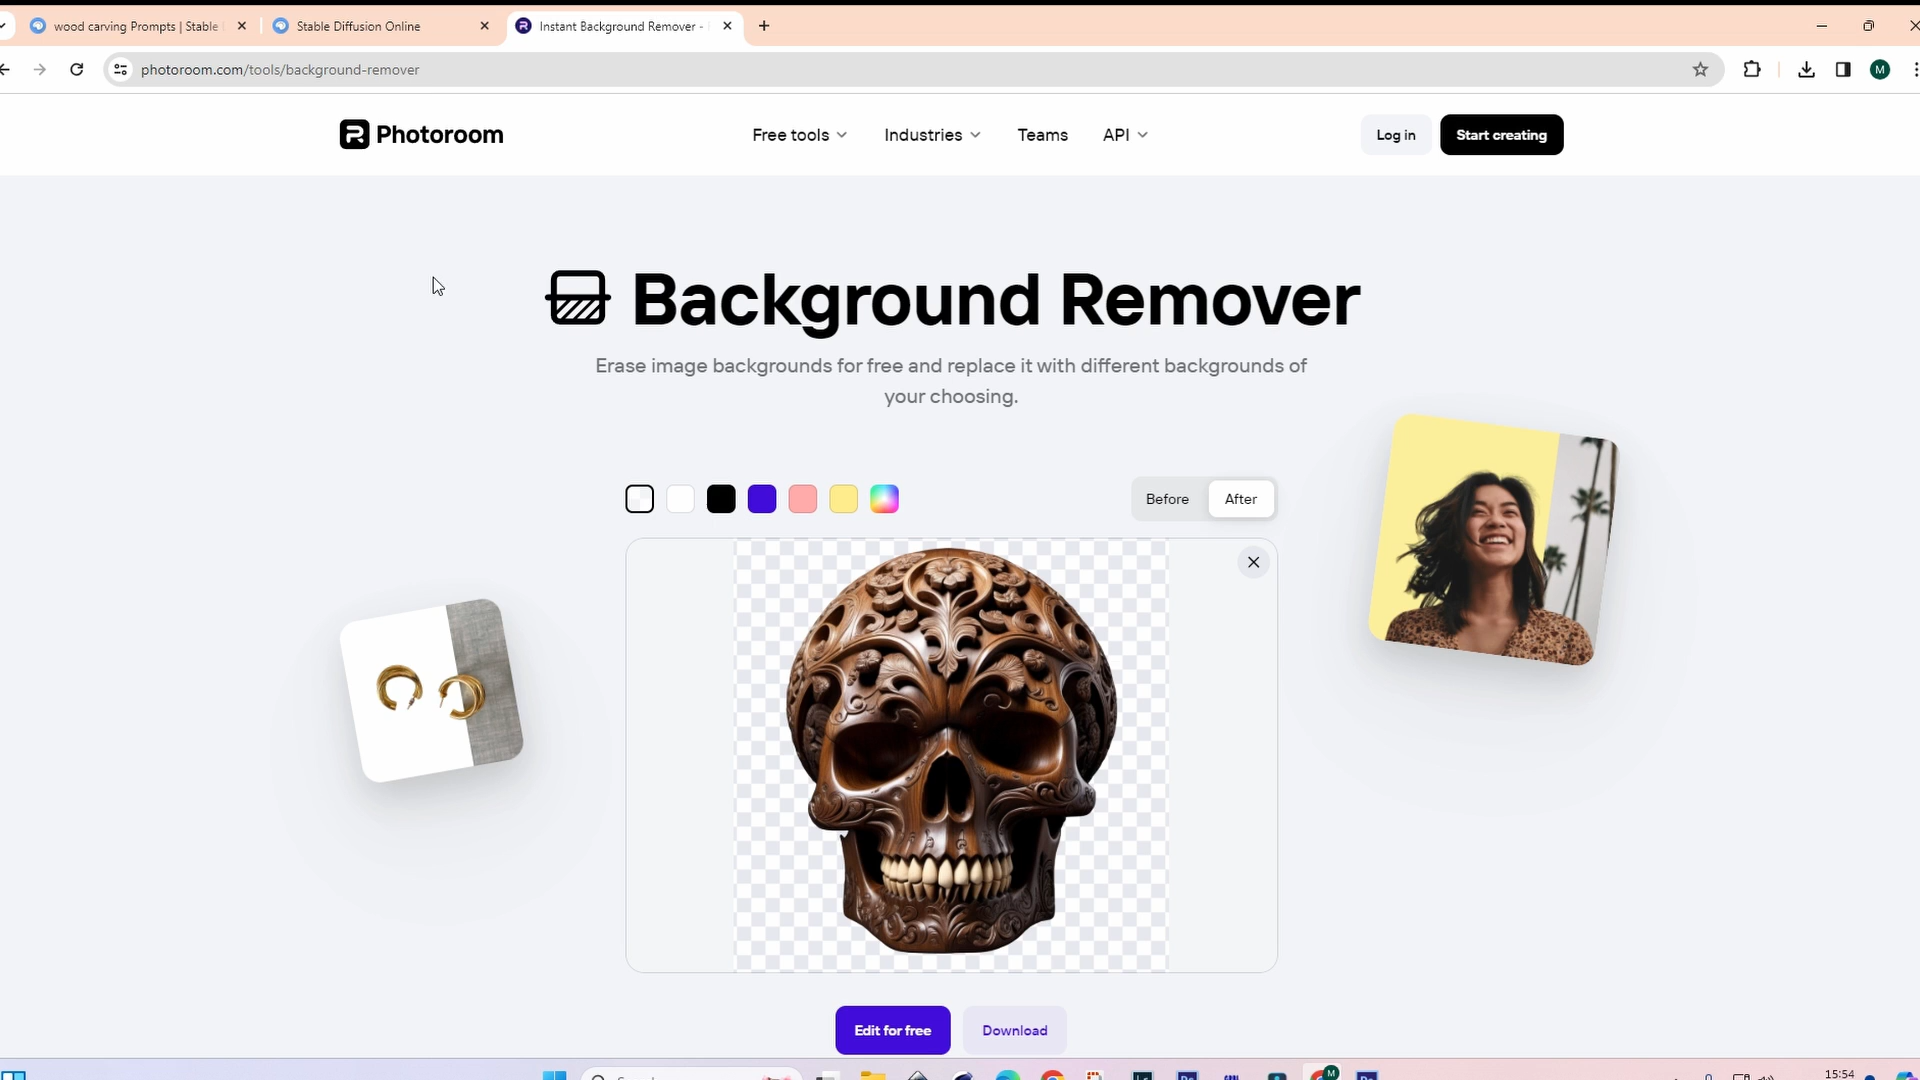 wood carving Prompts | Stable
Stable Diffusion Online
Instant Background Remover -
photoroom.com/tools/background-remover
M
Photoroom
Free tools
Industries
Teams
API
Log in
Start creating
Background Remover
Erase image backgrounds for free and replace it with different backgrounds of
your choosing.
Before
After
Edit for free
Download
15:54